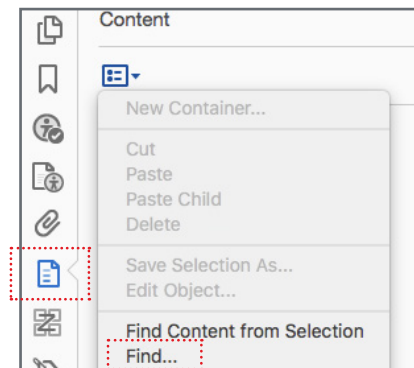 Content
New Container...
Cut
Paste
Paste Child
Delete
Save Selection As...
Edit Object...
Find Content from Selection
Find...